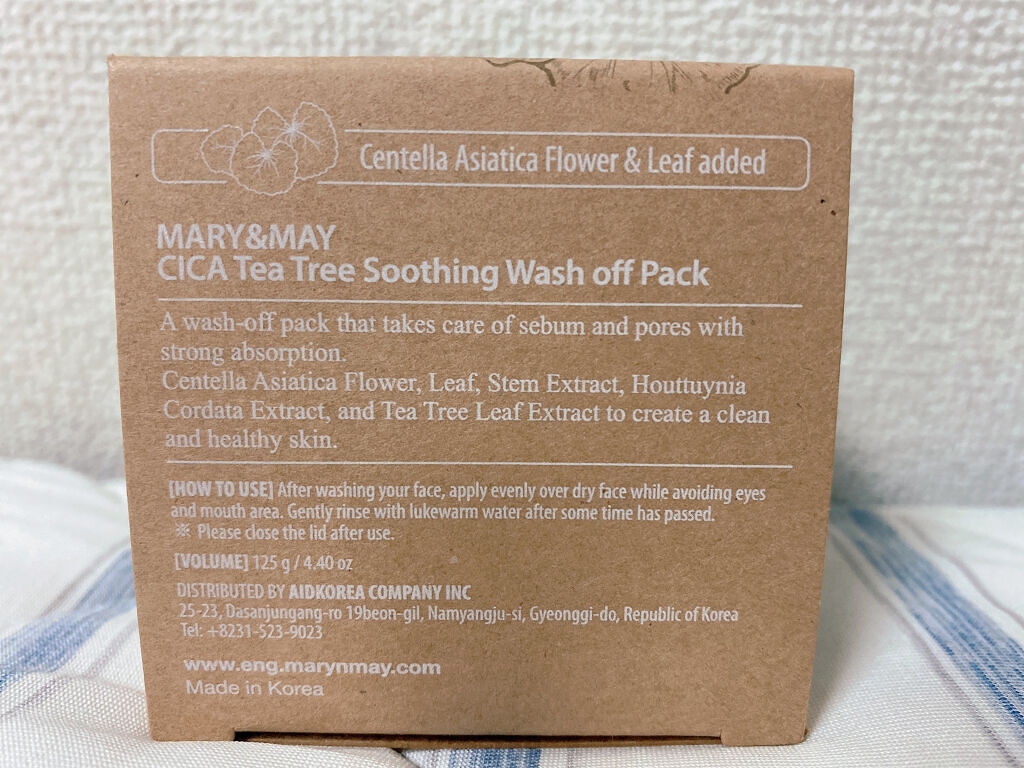 Centella Asiatica Flower & Leaf added
MARY&MAY
CICA Tea Tree Soothing Wash off Pack
A wash-off pack that takes care of sebum and pores with
strong absorption.
Centella Asiatica Flower, Leaf, Stem Extract, Houttuynia
Cordata Extract, and Tea Tree Leaf Extract to create a clean
and healthy skin.
[HOW TO USE] After washing your face, apply evenly over dry face while avoiding eyes
and mouth area. Gently rinse with lukewarm water after some time has passed.
※ Please close the lid after use.
[VOLUME] 125 g / 4.40 oz
DISTRIBUTED BY AIDKOREA COMPANY INC
25-23, Dasanjungang-ro 19beon-gil, Namyangju-si, Gyeonggi-do, Republic of Korea
Tel: +8231-523-9023
www.eng.marynmay.com
Made in Korea